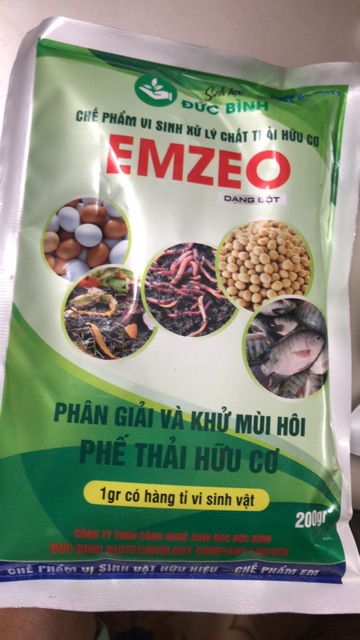 Sinh học
ĐỨC BÌNH
CHẾ PHẨM VI SINH XỬ LÝ CHẤT THẢI HỮU CƠ
EMZEO
DẠNG BỘT
PHÂN GIẢI VÀ KHỬ MÙI HÔI
PHẾ THẢI HỮU CƠ
1gr có hàng tỉ vi sinh vật
200gr
CÔNG TY TNHH CÔNG NGHỆ SINH HỌC ĐỨC BÌNH
DUC BINH BIOTECHNOLOGY COMPANY LIMITED
CHẾ PHẨM VI SINH VẬT HỮU HIỆU - CHẾ PHẨM EM